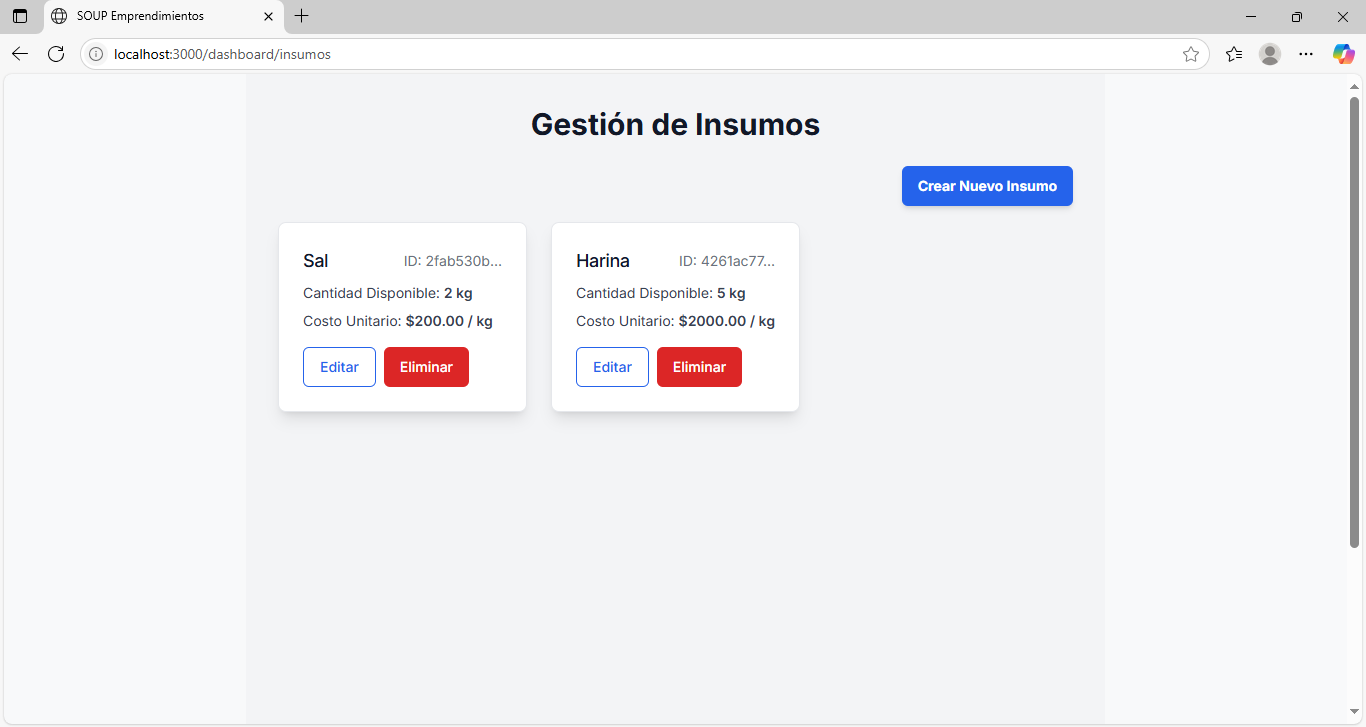 SOUP Emprendimientos
localhost:3000/dashboard/insumos
Gestión de Insumos
Crear Nuevo Insumo
Sal ID: 2fab530b...
Cantidad Disponible: 2 kg
Costo Unitario: $200.00 / kg
Editar Eliminar
Harina ID: 4261ac77...
Cantidad Disponible: 5 kg
Costo Unitario: $2000.00 / kg
Editar Eliminar